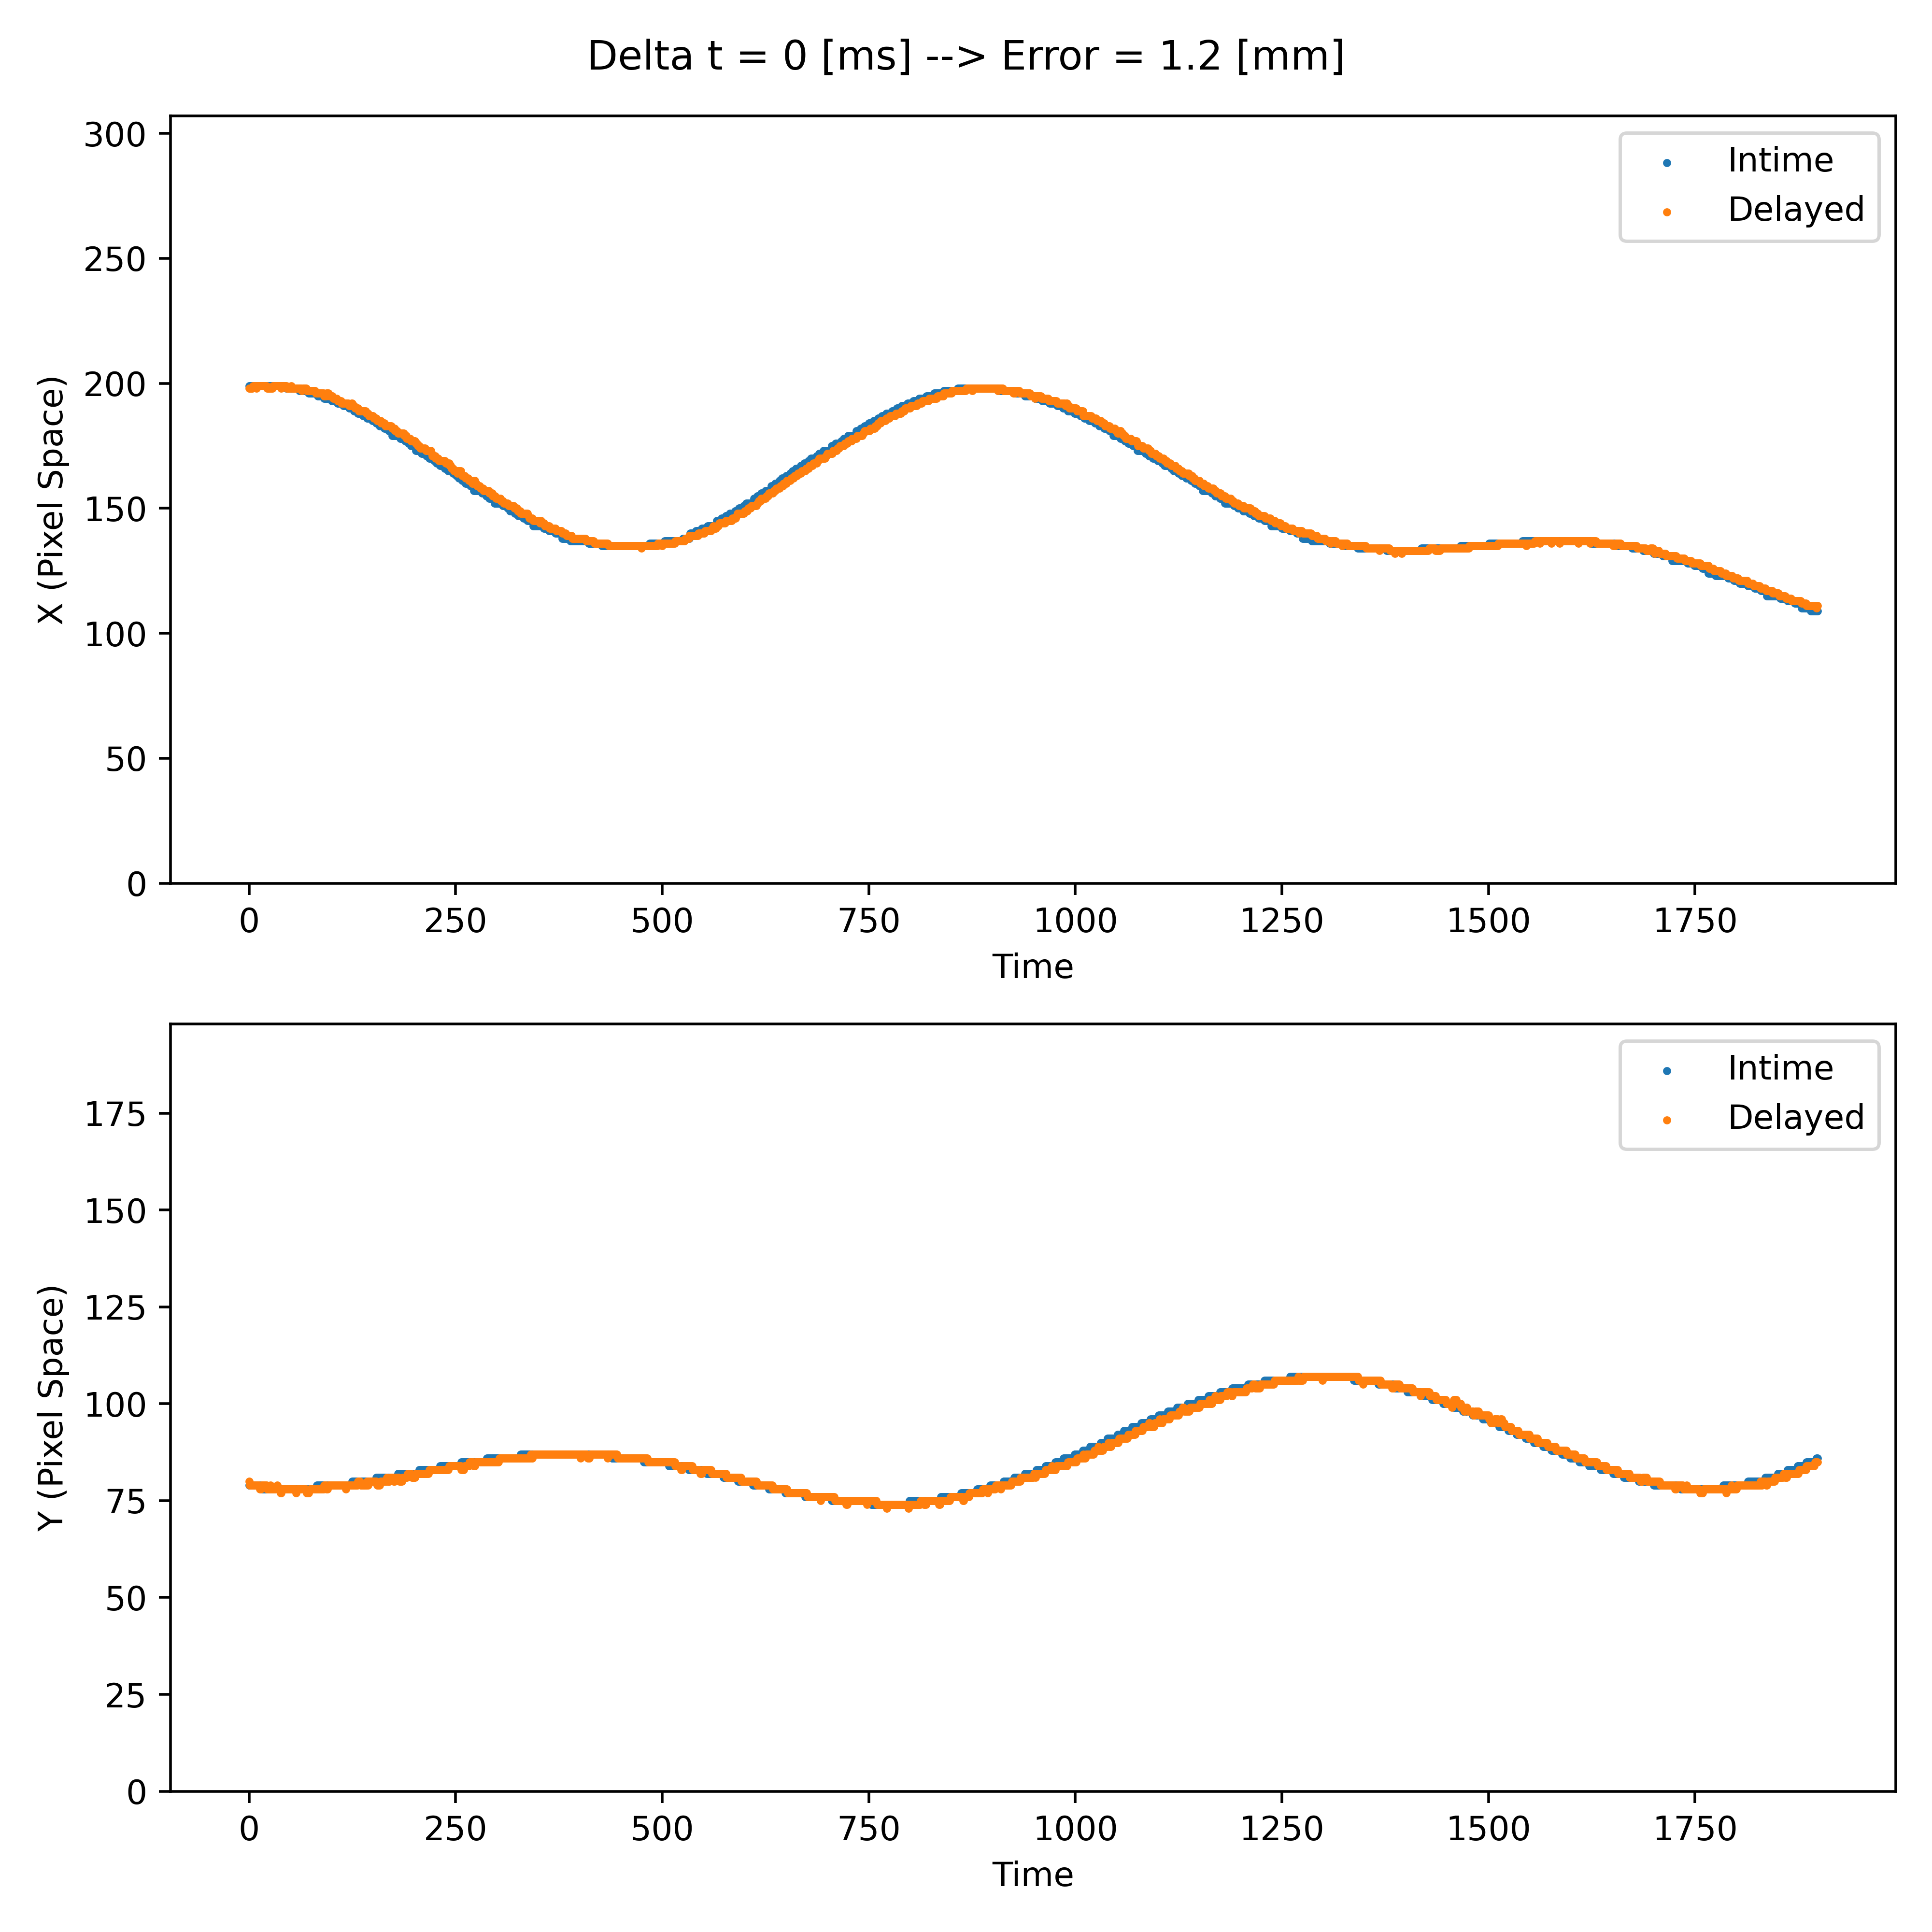 Delta t = 0 [ms] --> Error = 1.2 [mm]
300
250
200
150
100
50
0
X (Pixel Space)
Intime
Delayed
0 250 500 750 1000 1250 1500 1750
Time
175
150
125
100
75
50
25
0
Y (Pixel Space)
Intime
Delayed
0 250 500 750 1000 1250 1500 1750
Time